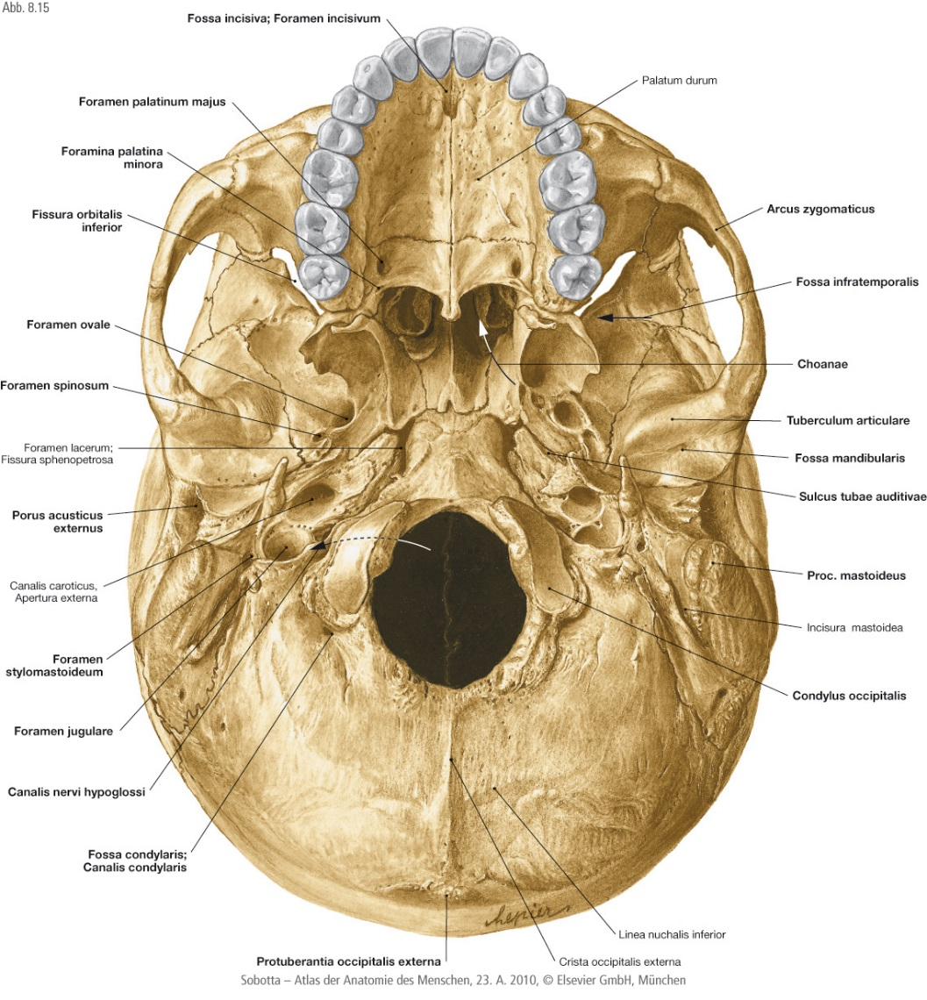 Abb. 8.15
Fossa incisiva; Foramen incisivum
Palatum durum
Foramen palatinum majus
Foramina palatina
minora
Fissura orbitalis
inferior
Arcus zygomaticus
Fossa infratemporalis
Foramen ovale
Choanae
Foramen spinosum
Tuberculum articulare
Foramen lacerum;
Fissura sphenopetrosa
Fossa mandibularis
Sulcus tubae auditivae
Porus acusticus
externus
Proc. mastoideus
Canalis caroticus,
Apertura externa
Incisura mastoidea
Foramen
stylomastoideum
Condylus occipitalis
Foramen jugulare
Canalis nervi hypoglossi
Fossa condylaris;
Canalis condylaris
Linea nuchalis inferior
Protuberantia occipitalis externa
Crista occipitalis externa
Sobotta – Atlas der Anatomie des Menschen, 23. A. 2010, © Elsevier GmbH, München